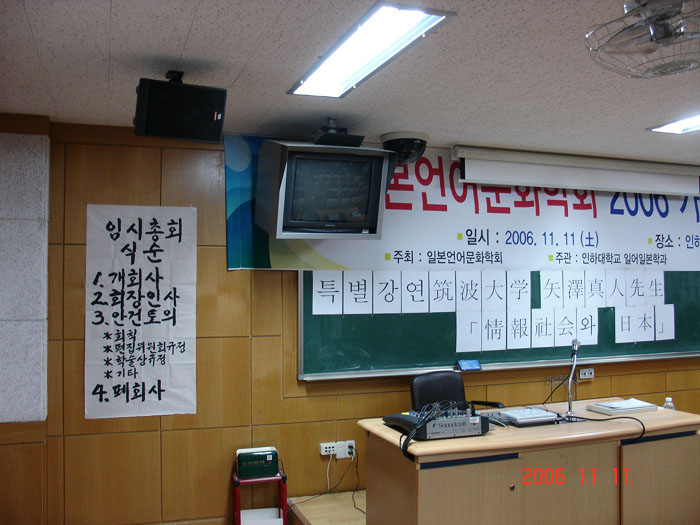 임시총회
식순
1. 개회사
2. 회장인사
3. 안건토의
* 회칙
* 편집위원회규정
* 학술상규정
* 기타
4. 폐회사
본언어문화학회 2006
일시 : 2006. 11. 11 (土)
장소 : 인하
주최 : 일본언어문화학회
주관 : 인하대학교 일어일본학과
특별강연 筑波大学 矢澤真人先生
「情報社会와 日本」
Soundcraft
2006 11 11